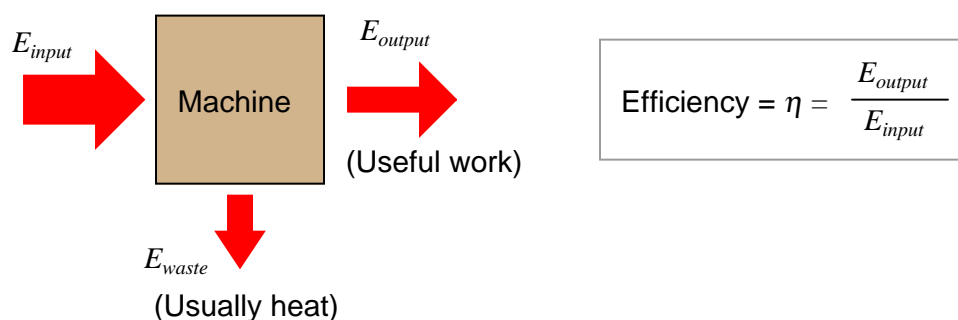 E_input
E_output
Machine
(Useful work)
E_waste
(Usually heat)
Efficiency = η = E_output / E_input